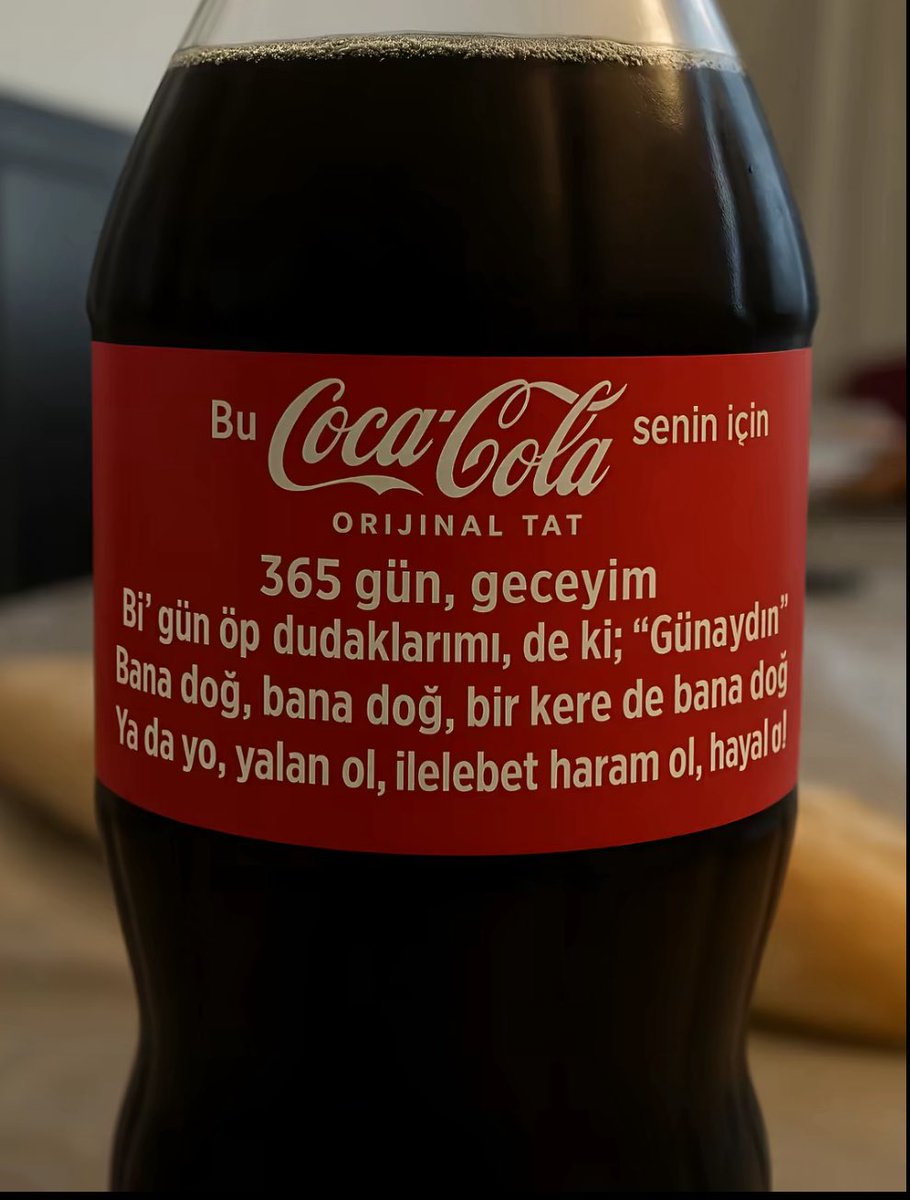 Bu Coca-Cola senin için
ORIJINAL TAT
365 gün, geceyim
Bi' gün öp dudaklarımı, de ki; “Günaydın”
Bana doğ, bana doğ, bir kere de bana doğ
Ya da yo, yalan ol, ilelebet haram ol, hayal o!